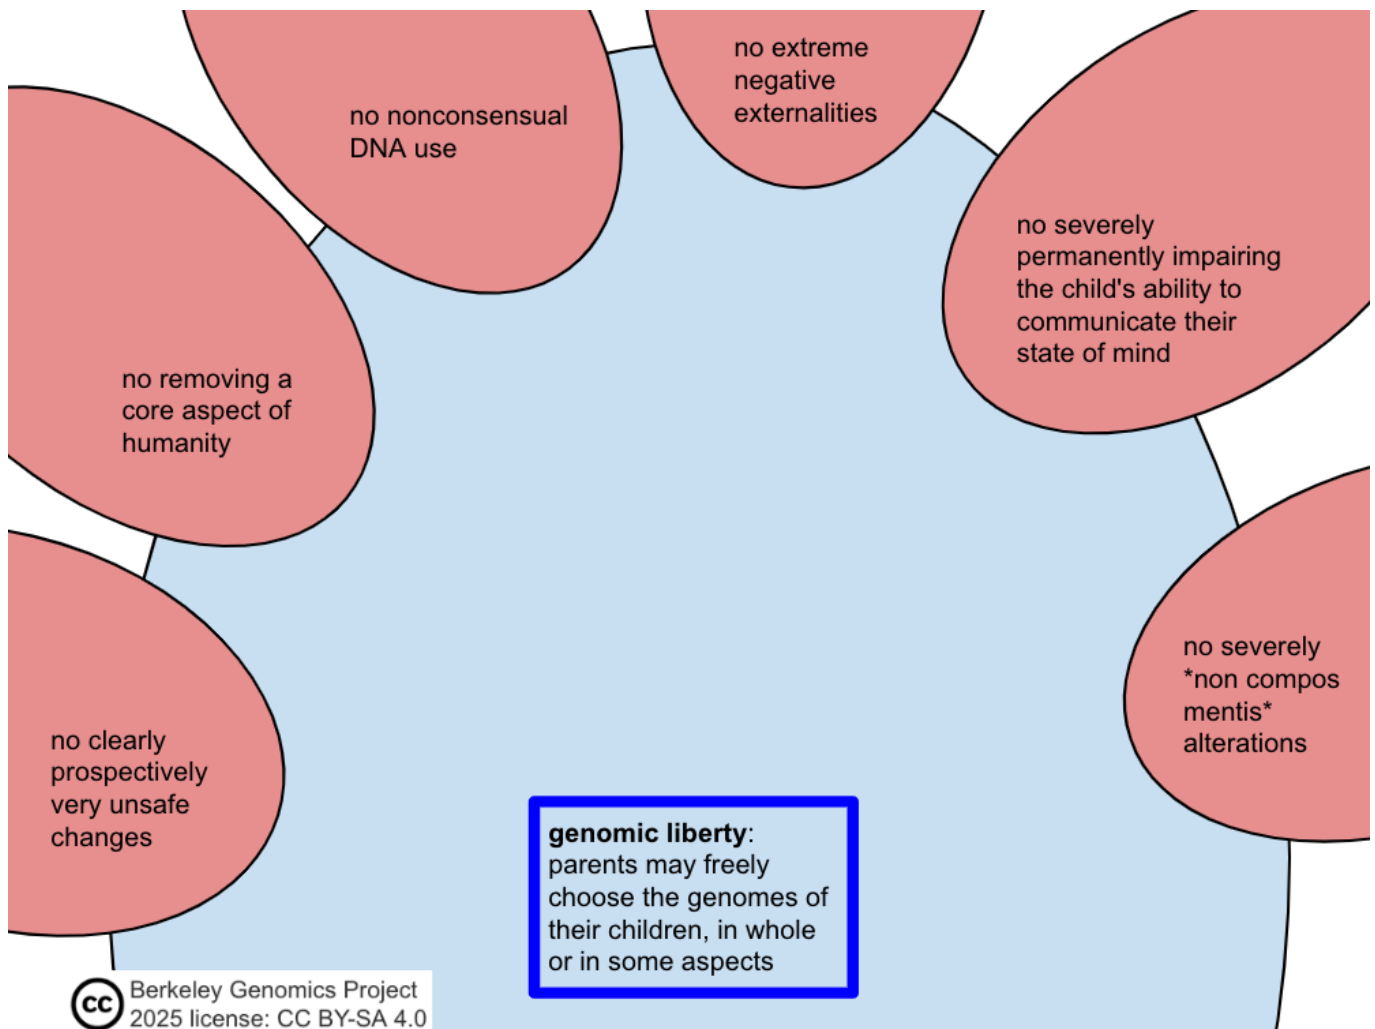 no extreme
negative
externalities
no nonconsensual
DNA use
no severely
permanently impairing
the child's ability to
communicate their
state of mind
no removing a
core aspect of
humanity
no severely
*non compos
mentis*
alterations
no clearly
prospectively
very unsafe
changes
genomic liberty:
parents may freely
choose the genomes of
their children, in whole
or in some aspects
cc
Berkeley Genomics Project
2025 license: CC BY-SA 4.0